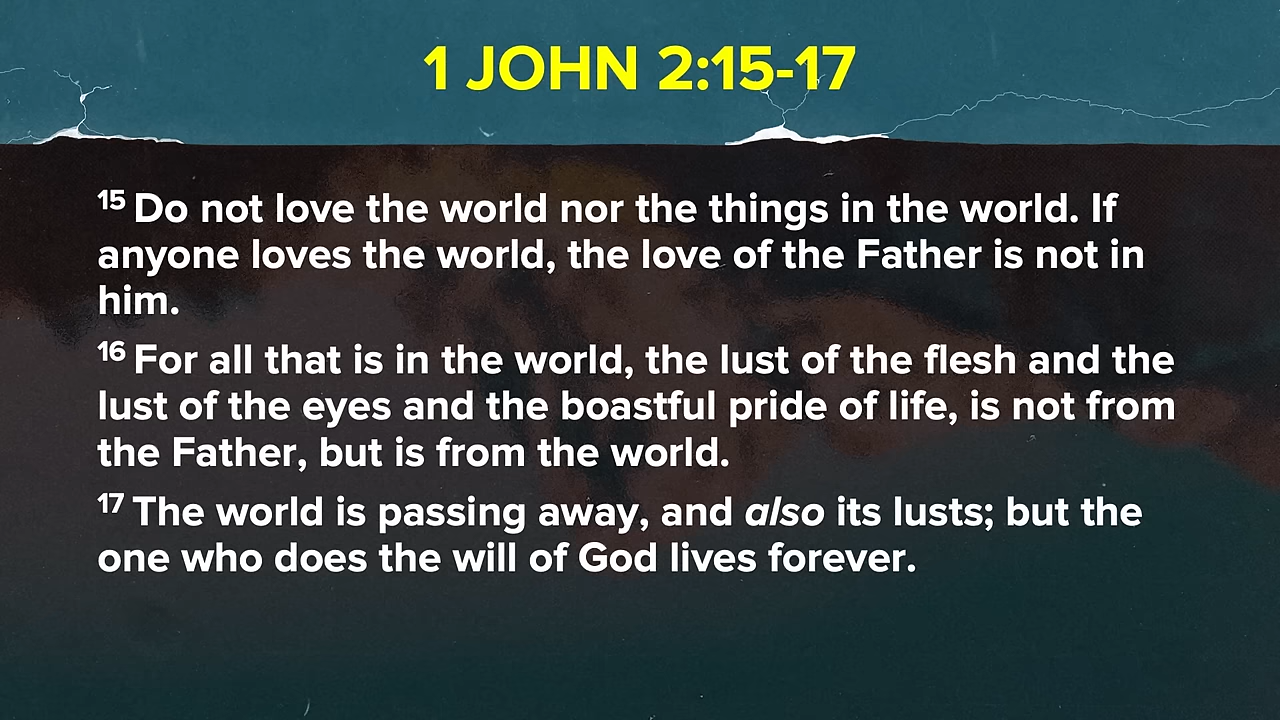 1 JOHN 2:15-17
15 Do not love the world nor the things in the world. If
anyone loves the world, the love of the Father is not in
him.
16 For all that is in the world, the lust of the flesh and the
lust of the eyes and the boastful pride of life, is not from
the Father, but is from the world.
17 The world is passing away, and also its lusts; but the
one who does the will of God lives forever.